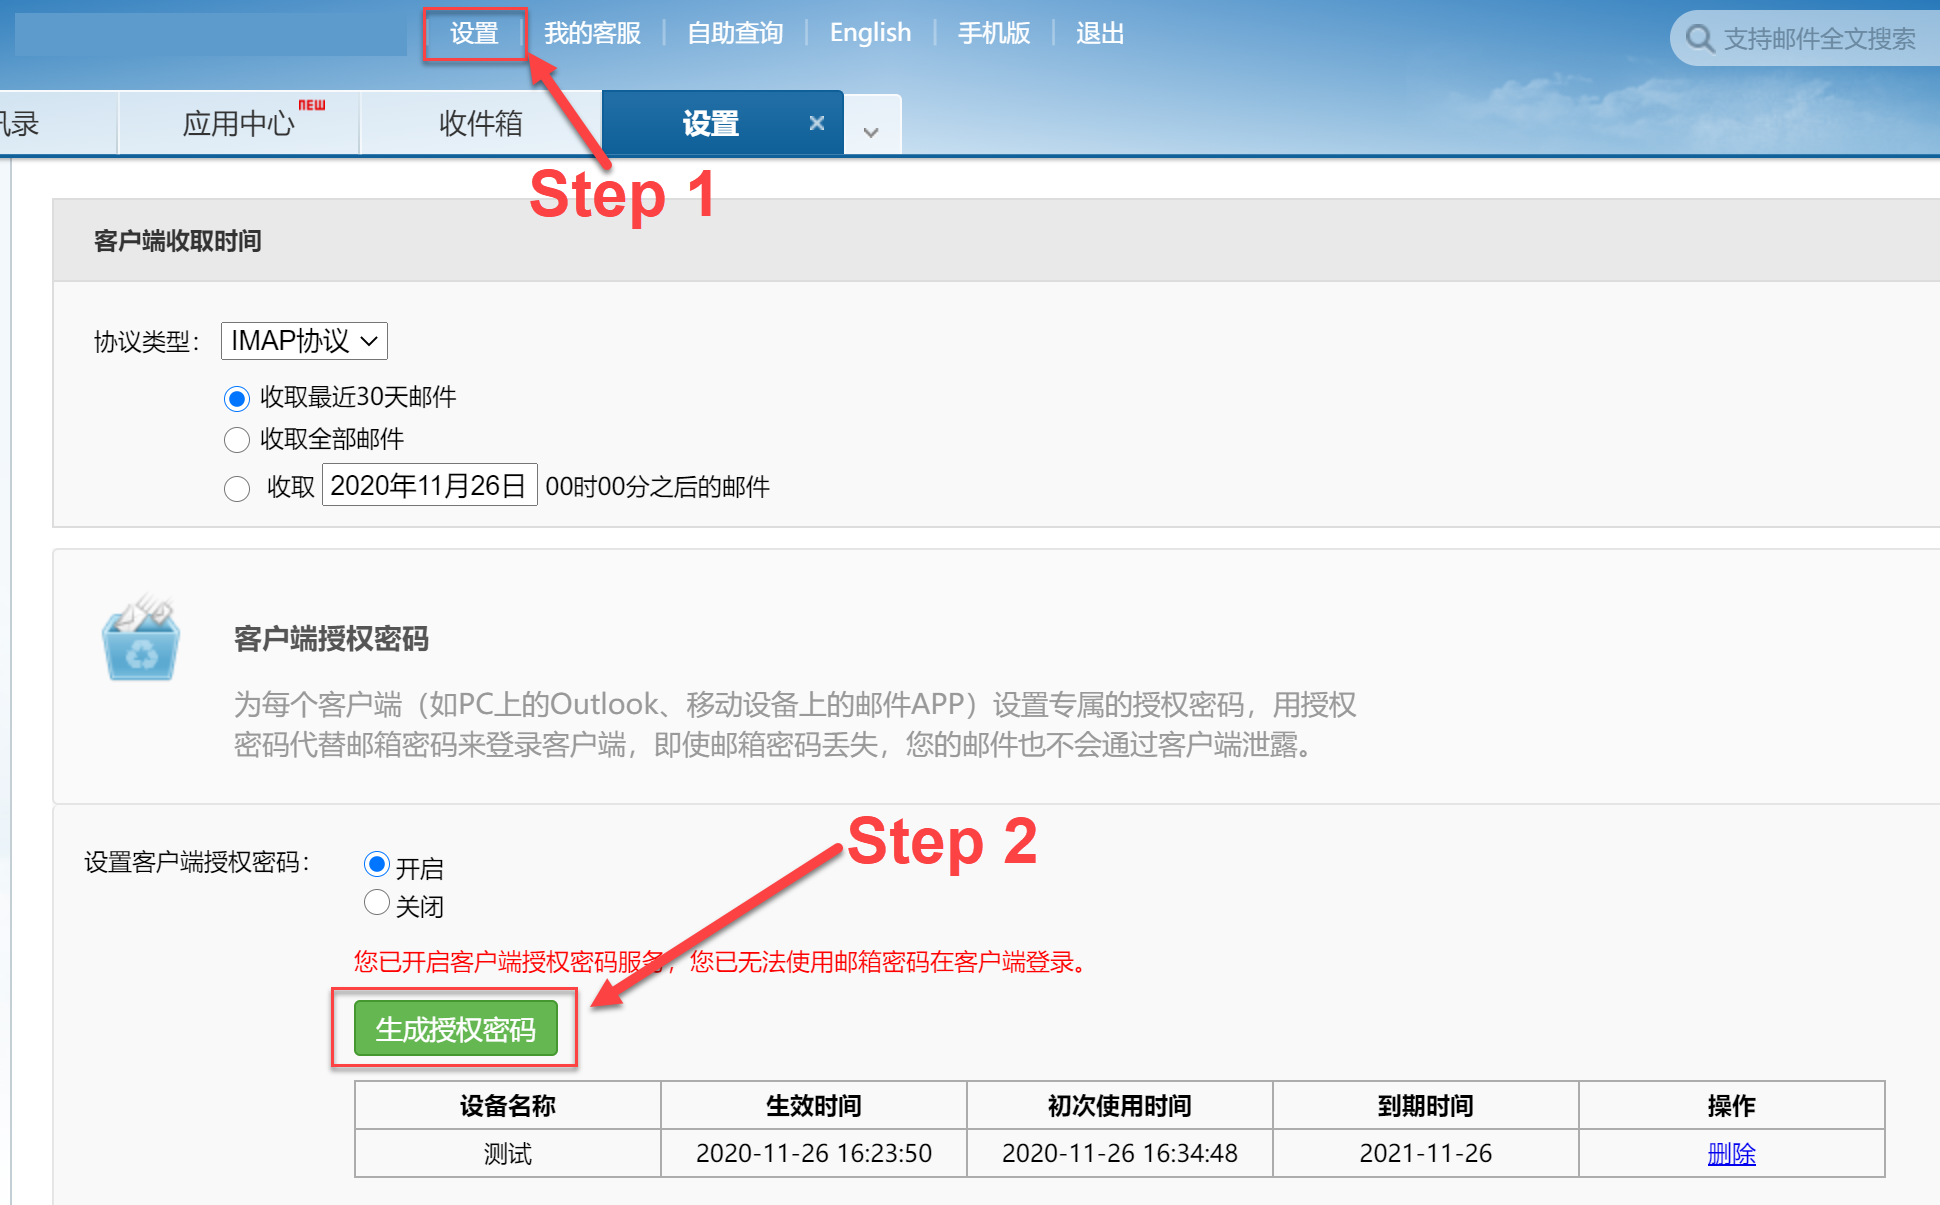 设置 我的客服 自助查询 English 手机版 退出
支持邮件全文搜索
录 应用中心 NEW 收件箱 设置
Step 1
客户端收取时间
协议类型： IMAP协议
收取最近30天邮件
收取全部邮件
收取 2020年11月26日 00时00分之后的邮件
客户端授权密码
为每个客户端（如PC上的Outlook、移动设备上的邮件APP）设置专属的授权密码，用授权
密码代替邮箱密码来登录客户端，即使邮箱密码丢失，您的邮件也不会通过客户端泄露。
Step 2
设置客户端授权密码： 开启
关闭
您已开启客户端授权密码服务，您已无法使用邮箱密码在客户端登录。
生成授权密码
设备名称 生效时间 初次使用时间 到期时间 操作
测试 2020-11-26 16:23:50 2020-11-26 16:34:48 2021-11-26 删除